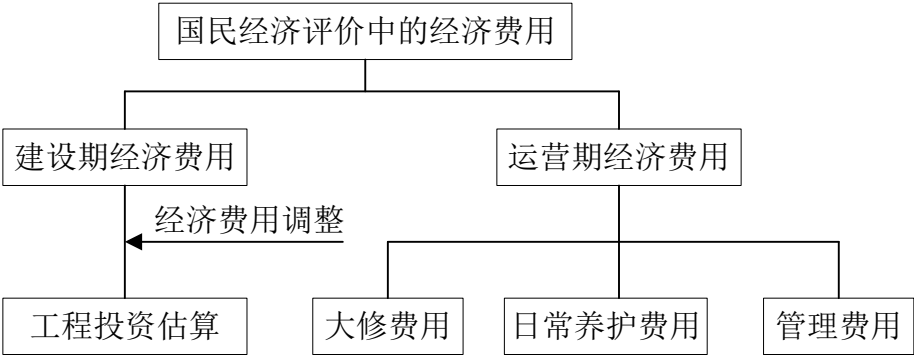 国民经济评价中的经济费用
建设期经济费用
运营期经济费用
经济费用调整
工程投资估算
大修费用
日常养护费用
管理费用